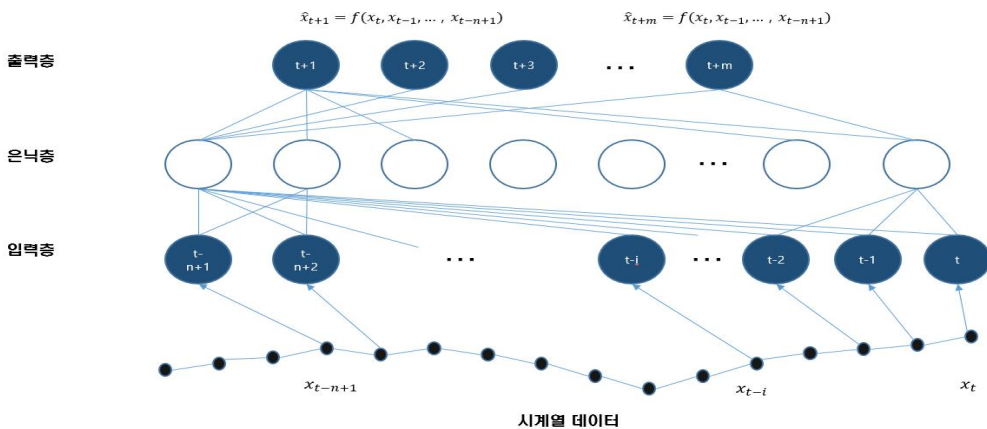 x̂_{t+1} = f(x_t, x_{t-1}, … , x_{t-n+1}) x̂_{t+m} = f(x_t, x_{t-1}, … , x_{t-n+1})
출력층 t+1 t+2 t+3 ... t+m
은닉층 ...
입력층 t-n+1 t-n+2 ... t-i ... t-2 t-1 t
x_{t-n+1} x_{t-i} x_t
시계열 데이터